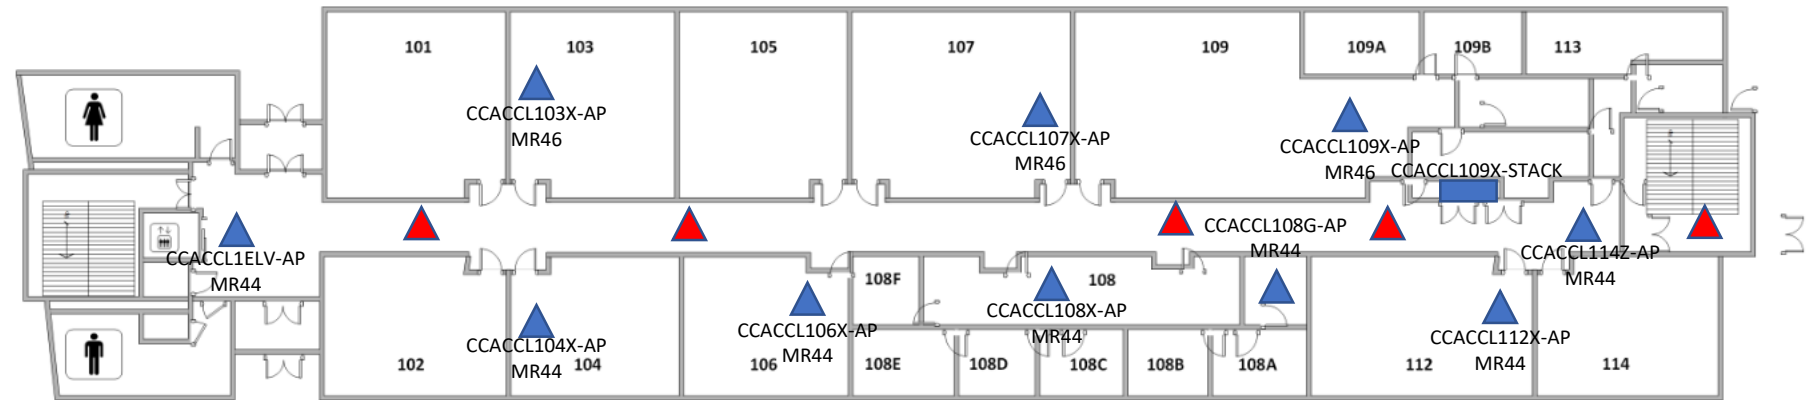 101
103
105
107
109
109A
109B
113
CCACCL103X-AP
MR46
CCACCL107X-AP
MR46
CCACCL109X-AP
MR46
CCACCL109X-STACK
CCACCL1ELV-AP
MR44
CCACCL108G-AP
MR44
CCACCL114Z-AP
MR44
108F
108
CCACCL104X-AP
MR44
CCACCL106X-AP
MR44
CCACCL108X-AP
MR44
CCACCL112X-AP
MR44
102
104
106
108E
108D
108C
108B
108A
112
114